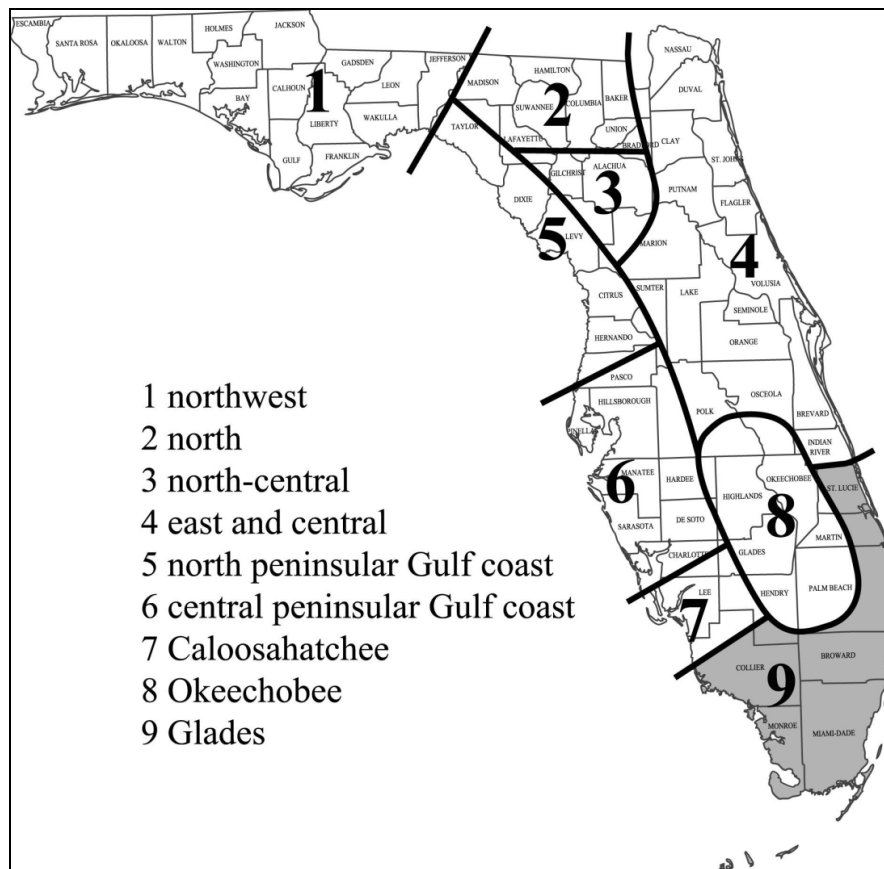 ESCAMBIA
SANTA ROSA
OKALOOSA
WALTON
HOLMES
JACKSON
WASHINGTON
BAY
CALHOUN
1
GULF
LIBERTY
FRANKLIN
GADSDEN
LEON
WAKULLA
JEFFERSON
MADISON
TAYLOR
HAMILTON
SUWANNEE
2
COLUMBIA
BAKER
LAFAYETTE
UNION
BRADFORD
NASSAU
DUVAL
CLAY
ST. JOHNS
PUTNAM
FLAGLER
GILCHRIST
ALACHUA
3
DIXIE
5
LEVY
MARION
4
VOLUSIA
CITRUS
SUMTER
LAKE
SEMINOLE
HERNANDO
ORANGE
PASCO
HILLSBOROUGH
PINELLAS
POLK
OSCEOLA
BREVARD
INDIAN
RIVER
MANATEE
6
HARDEE
HIGHLANDS
OKEECHOBEE
8
ST. LUCIE
SARASOTA
DE SOTO
MARTIN
CHARLOTTE
GLADES
LEE
7
HENDRY
PALM BEACH
COLLIER
9
BROWARD
MONROE
MIAMI-DADE
1 northwest
2 north
3 north-central
4 east and central
5 north peninsular Gulf coast
6 central peninsular Gulf coast
7 Caloosahatchee
8 Okeechobee
9 Glades